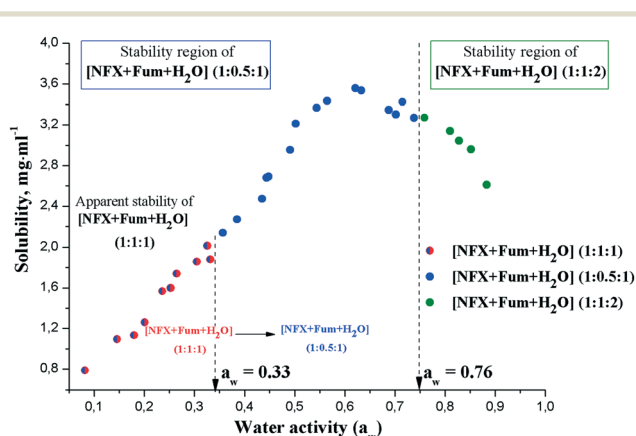 Stability region of
[NFX+Fum+H₂O] (1:0.5:1)
Stability region of
[NFX+Fum+H₂O] (1:1:2)
Apparent stability of
[NFX+Fum+H₂O]
(1:1:1)
[NFX+Fum+H₂O] (1:1:1)
[NFX+Fum+H₂O] (1:0.5:1)
[NFX+Fum+H₂O] (1:1:2)
[NFX+Fum+H₂O] [NFX+Fum+H₂O]
(1:1:1) (1:0.5:1)
a_w = 0.33 a_w = 0.76
Solubility, mg·ml⁻¹
4,0
3,6
3,2
2,8
2,4
2,0
1,6
1,2
0,8
0,1 0,2 0,3 0,4 0,5 0,6 0,7 0,8 0,9 1,0
Water activity (a_w)